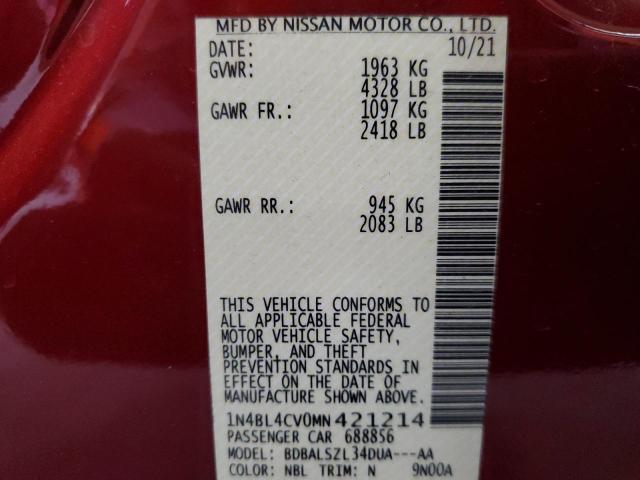 MFD BY NISSAN MOTOR CO., LTD.
DATE: 10/21
GVWR: 1963 KG
4328 LB
GAWR FR.: 1097 KG
2418 LB
GAWR RR.: 945 KG
2083 LB
THIS VEHICLE CONFORMS TO
ALL APPLICABLE FEDERAL
MOTOR VEHICLE SAFETY,
BUMPER, AND THEFT
PREVENTION STANDARDS IN
EFFECT ON THE DATE OF
MANUFACTURE SHOWN ABOVE.
1N4BL4CV0MN421214
PASSENGER CAR 688856
MODEL: BDBALSZL34DUA---AA
COLOR: NBL TRIM: N 9N00A